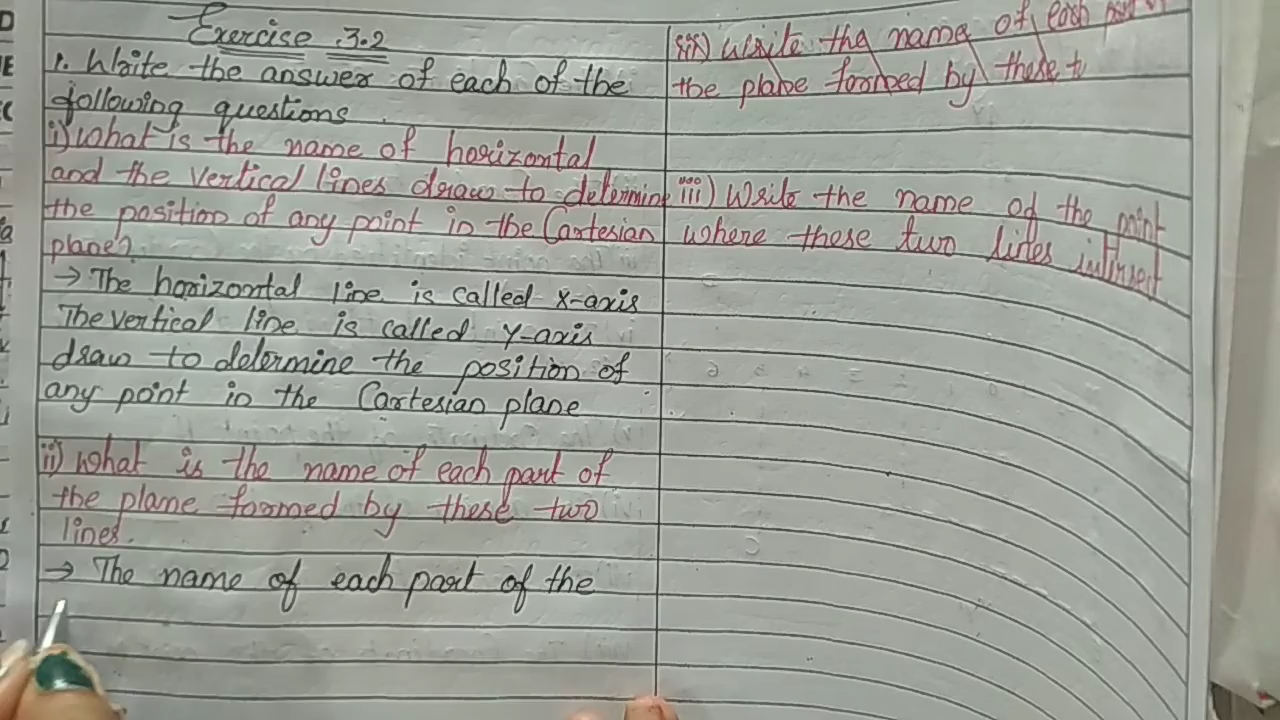 Exercise 3.2
1. Write the answer of each of the
following questions.
i) What is the name of horizontal
and the vertical lines draw to determine
the position of any point in the Cartesian
plane?
→ The horizontal line is called x-axis
The vertical line is called y-axis
draw to determine the position of
any point in the Cartesian plane
ii) What is the name of each part of
the plane formed by these two
lines.
→ The name of each part of the
iii) Write the name of each part of
the plane formed by these t
iii) Write the name of the point
where these two lines intersect